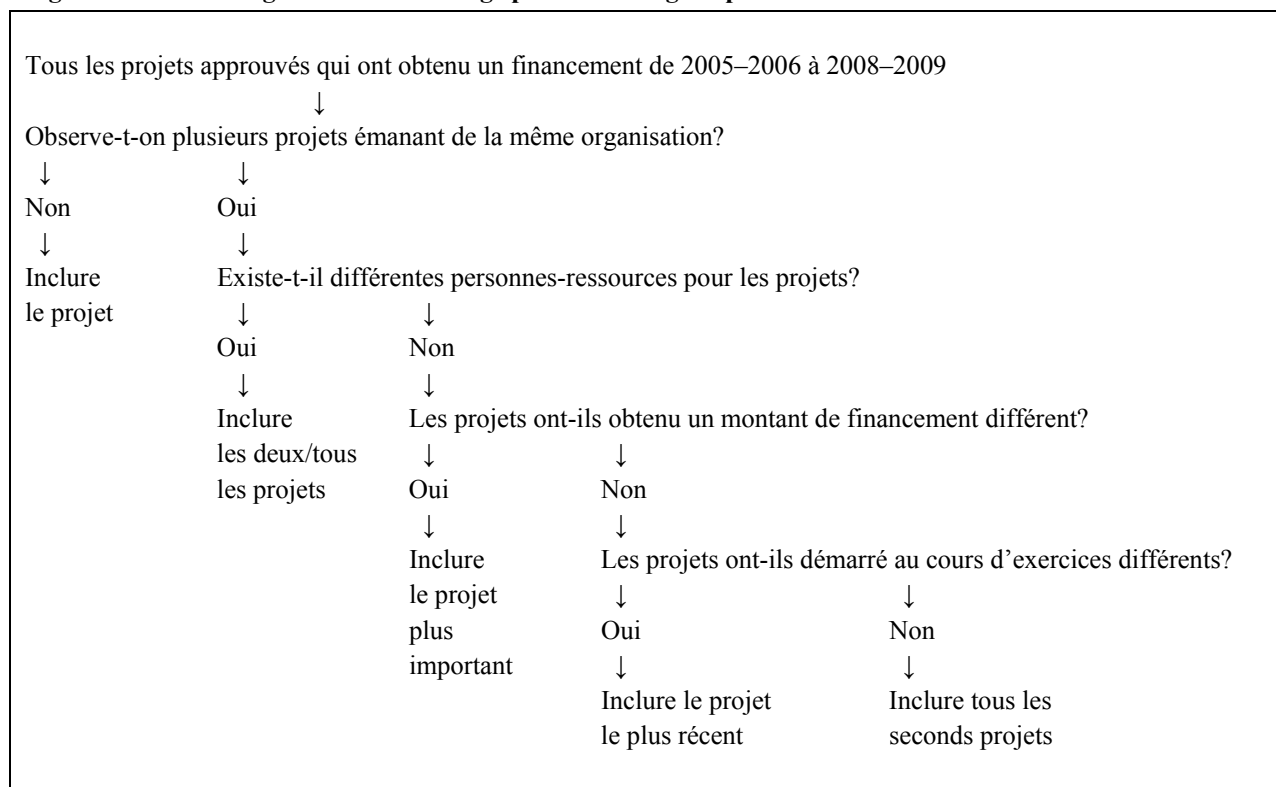 Tous les projets approuvés qui ont obtenu un financement de 2005–2006 à 2008–2009
↓
Observe-t-on plusieurs projets émanant de la même organisation?
↓ ↓
Non Oui
↓ ↓
Inclure Existe-t-il différentes personnes-ressources pour les projets?
le projet ↓ ↓
Oui Non
↓ ↓
Inclure Les projets ont-ils obtenu un montant de financement différent?
les deux/tous ↓ ↓
les projets Oui Non
↓ ↓
Inclure Les projets ont-ils démarré au cours d’exercices différents?
le projet ↓ ↓
plus Oui Non
important ↓ ↓
Inclure le projet Inclure tous les
le plus récent seconds projets